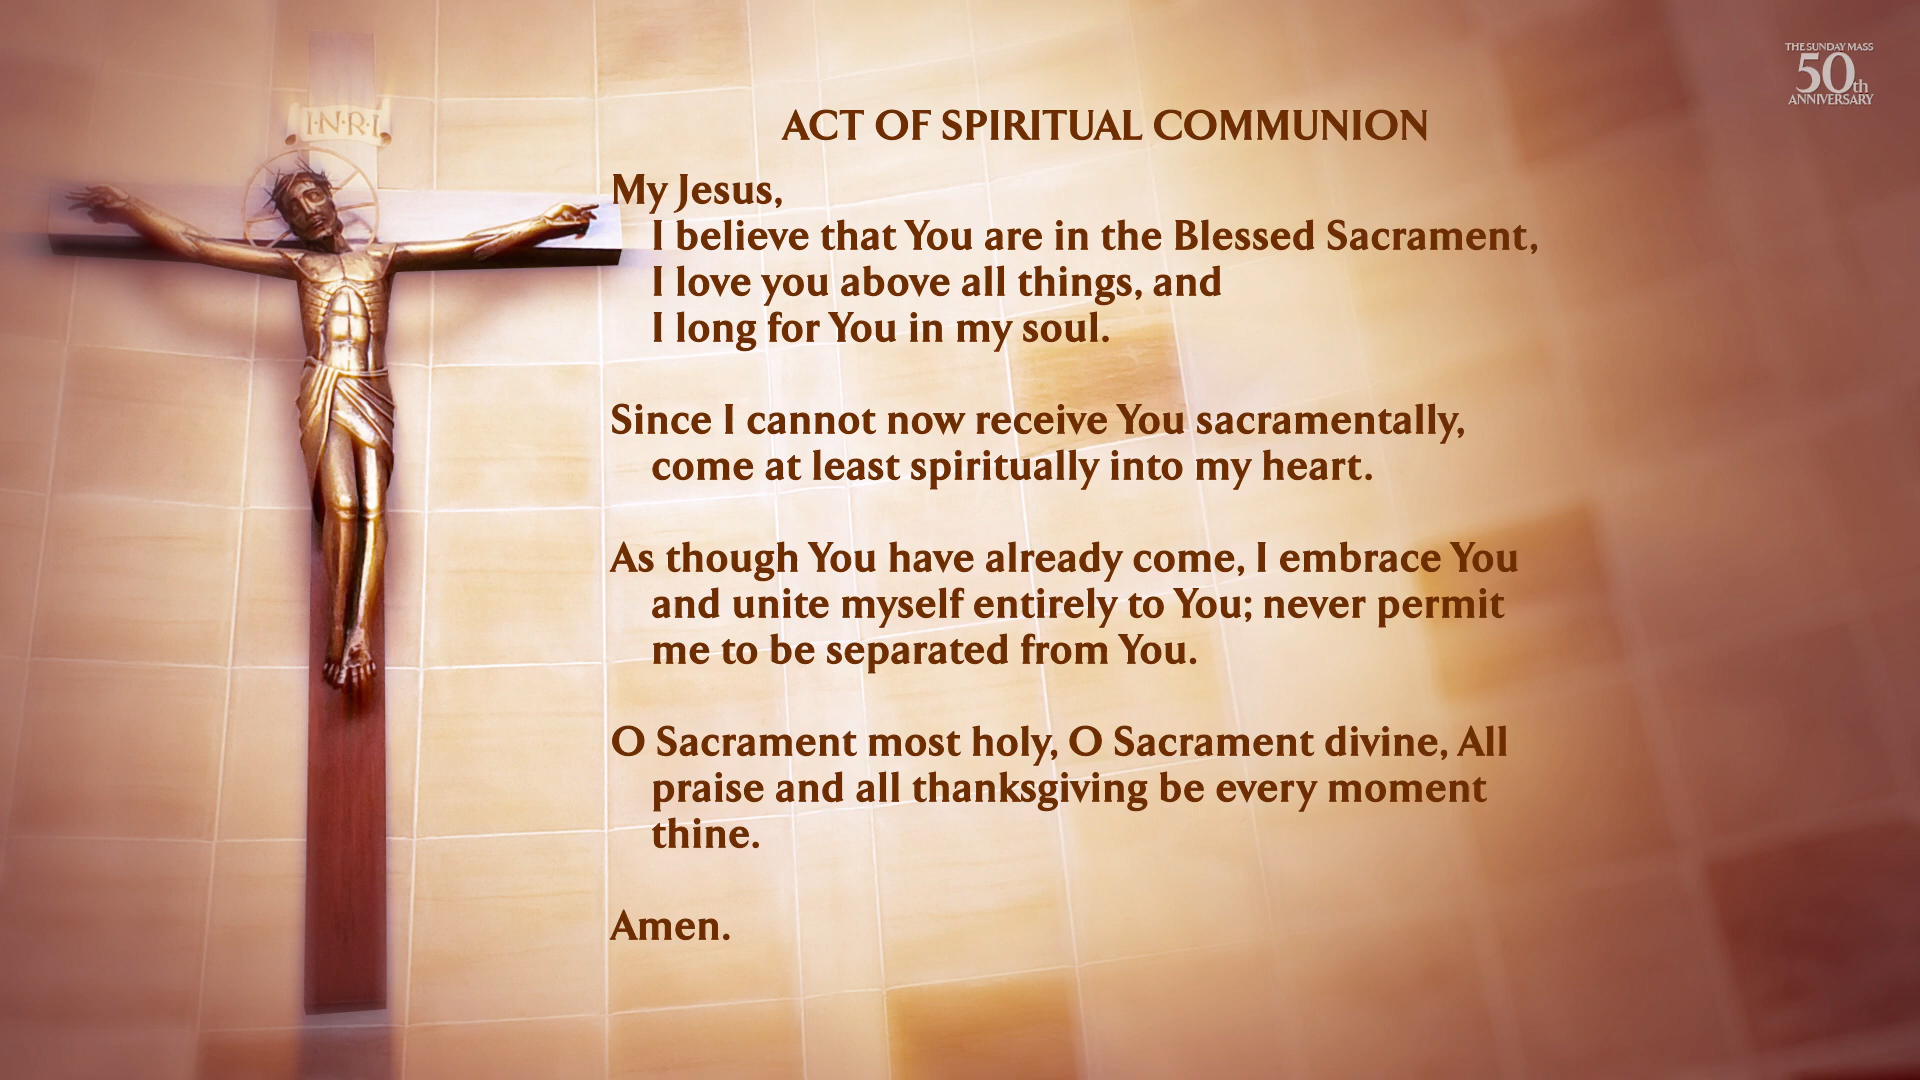 I·N·R·I
THE SUNDAY MASS
50th
ANNIVERSARY
ACT OF SPIRITUAL COMMUNION
My Jesus,
I believe that You are in the Blessed Sacrament,
I love you above all things, and
I long for You in my soul.
Since I cannot now receive You sacramentally,
come at least spiritually into my heart.
As though You have already come, I embrace You
and unite myself entirely to You; never permit
me to be separated from You.
O Sacrament most holy, O Sacrament divine, All
praise and all thanksgiving be every moment
thine.
Amen.